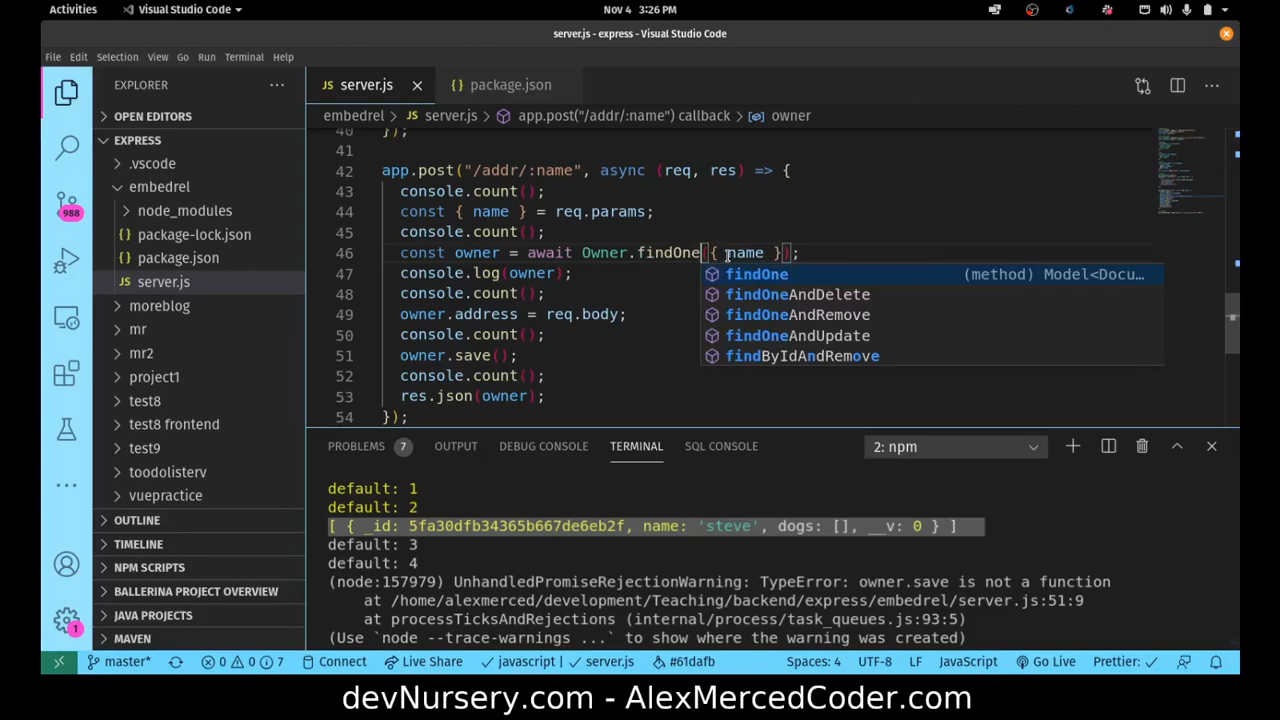 Activities
Visual Studio Code
Nov 4 3:26 PM
server.js - express - Visual Studio Code
File Edit Selection View Go Run Terminal Help
EXPLORER
server.js
package.json
embedrel > server.js > app.post("/addr/:name") callback > owner
OPEN EDITORS
EXPRESS
.vscode
embedrel
node_modules
package-lock.json
package.json
server.js
moreblog
mr
mr2
project1
test8
test8 frontend
test9
toodolisterv
vuepractice
OUTLINE
TIMELINE
NPM SCRIPTS
BALLERINA PROJECT OVERVIEW
JAVA PROJECTS
MAVEN
988
1
40 });
41
42 app.post("/addr/:name", async (req, res) => {
43 console.count();
44 const { name } = req.params;
45 console.count();
46 const owner = await Owner.findOne({ name });
47 console.log(owner);
48 console.count();
49 owner.address = req.body;
50 console.count();
51 owner.save();
52 console.count();
53 res.json(owner);
54 });
findOne (method) Model<Docu...
findOneAndDelete
findOneAndRemove
findOneAndUpdate
findByIdAndRemove
PROBLEMS 7 OUTPUT DEBUG CONSOLE TERMINAL SQL CONSOLE 2: npm
default: 1
default: 2
[ { _id: 5fa30dfb34365b667de6eb2f, name: 'steve', dogs: [], __v: 0 } ]
default: 3
default: 4
(node:157979) UnhandledPromiseRejectionWarning: TypeError: owner.save is not a function
at /home/alexmerced/development/Teaching/backend/express/embedrel/server.js:51:9
at processTicksAndRejections (internal/process/task_queues.js:93:5)
(Use `node --trace-warnings ...` to show where the warning was created)
master* 0 0 7 Connect Live Share javascript | server.js #61dafb Spaces: 4 UTF-8 LF JavaScript Go Live Prettier:
devNursery.com - AlexMercedCoder.com